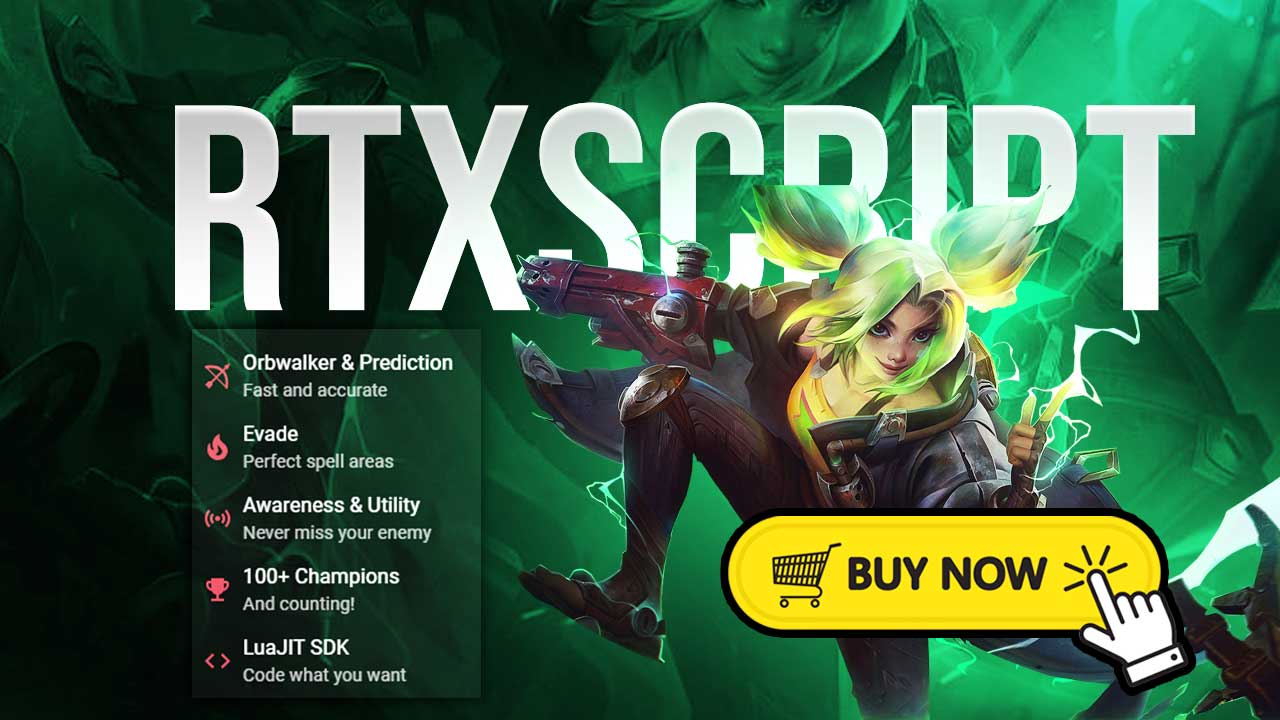 RTXSCRIPT
Orbwalker & Prediction
Fast and accurate
Evade
Perfect spell areas
Awareness & Utility
Never miss your enemy
100+ Champions
And counting!
LuaJIT SDK
Code what you want
BUY NOW